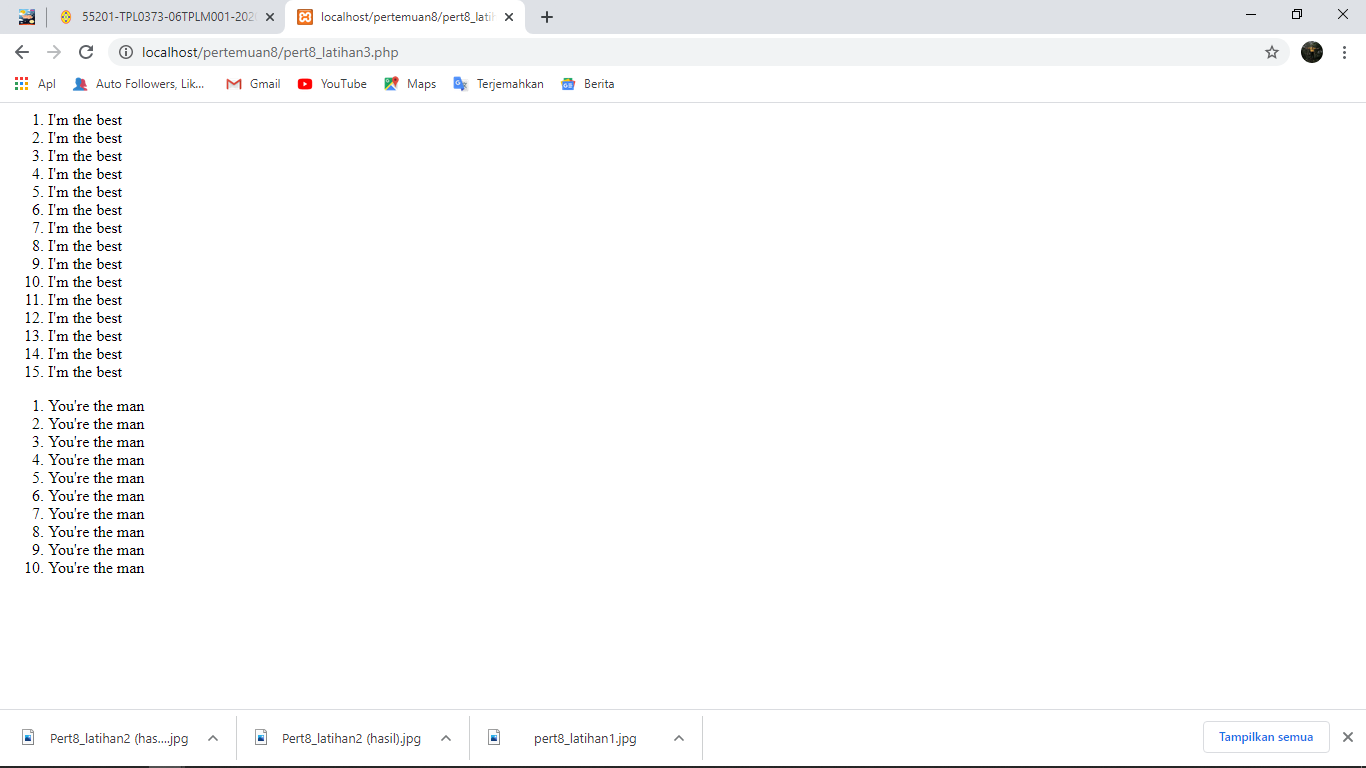 55201-TPL0373-06TPLM001-202
localhost/pertemuan8/pert8_lati
localhost/pertemuan8/pert8_latihan3.php
Apl Auto Followers, Lik... Gmail YouTube Maps Terjemahkan Berita
1. I'm the best
2. I'm the best
3. I'm the best
4. I'm the best
5. I'm the best
6. I'm the best
7. I'm the best
8. I'm the best
9. I'm the best
10. I'm the best
11. I'm the best
12. I'm the best
13. I'm the best
14. I'm the best
15. I'm the best
1. You're the man
2. You're the man
3. You're the man
4. You're the man
5. You're the man
6. You're the man
7. You're the man
8. You're the man
9. You're the man
10. You're the man
Pert8_latihan2 (has....jpg Pert8_latihan2 (hasil).jpg pert8_latihan1.jpg Tampilkan semua